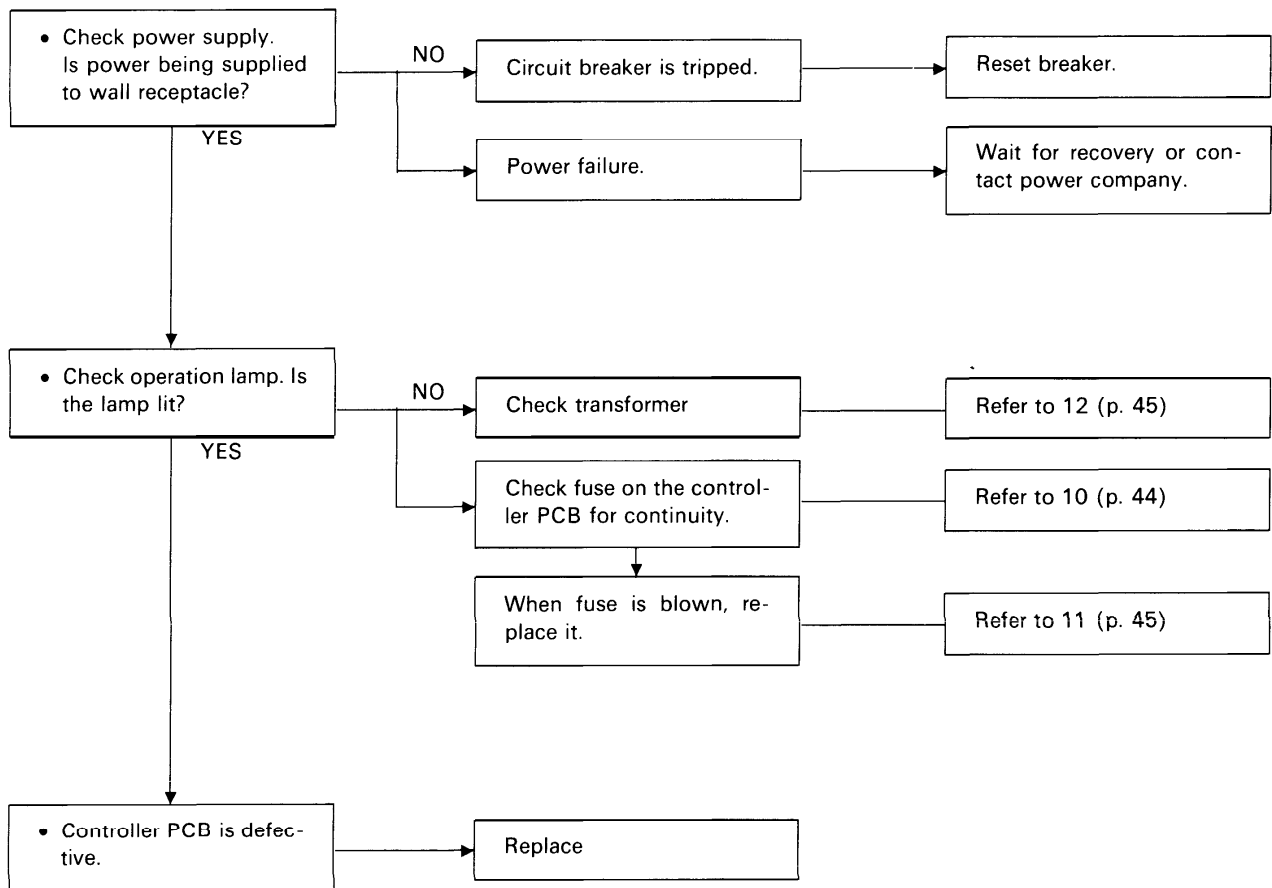 • Check power supply.
Is power being supplied
to wall receptacle?
NO
Circuit breaker is tripped.
Reset breaker.
YES
Power failure.
Wait for recovery or con-
tact power company.
• Check operation lamp. Is
the lamp lit?
NO
Check transformer
Refer to 12 (p. 45)
YES
Check fuse on the control-
ler PCB for continuity.
Refer to 10 (p. 44)
When fuse is blown, re-
place it.
Refer to 11 (p. 45)
• Controller PCB is defec-
tive.
Replace